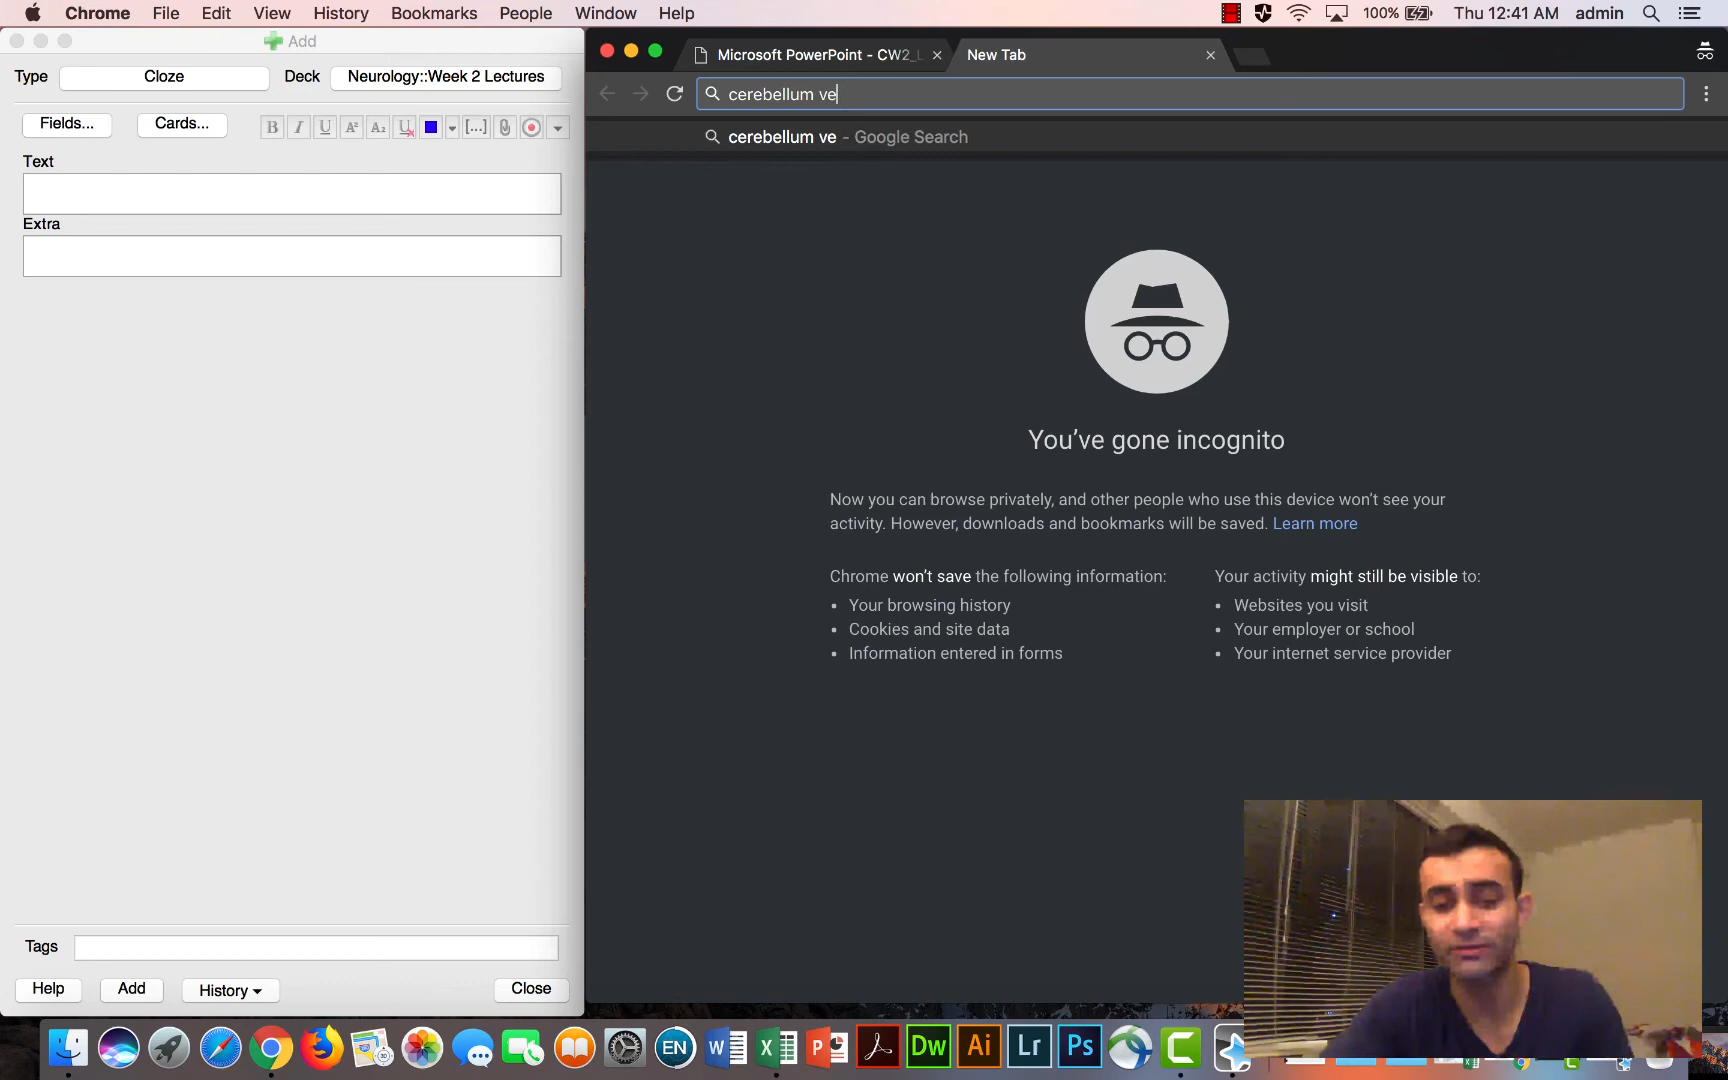 Chrome File Edit View History Bookmarks People Window Help 100% Thu 12:41 AM admin
Add
Type Cloze Deck Neurology::Week 2 Lectures
Fields... Cards... B I U A² A₂ U [...]
Text
Extra
Tags
Help Add History Close
Microsoft PowerPoint - CW2_L New Tab
cerebellum ve
cerebellum ve - Google Search
You've gone incognito
Now you can browse privately, and other people who use this device won't see your
activity. However, downloads and bookmarks will be saved. Learn more
Chrome won't save the following information:
• Your browsing history
• Cookies and site data
• Information entered in forms
Your activity might still be visible to:
• Websites you visit
• Your employer or school
• Your internet service provider
EN W X P Dw Ai Lr Ps C